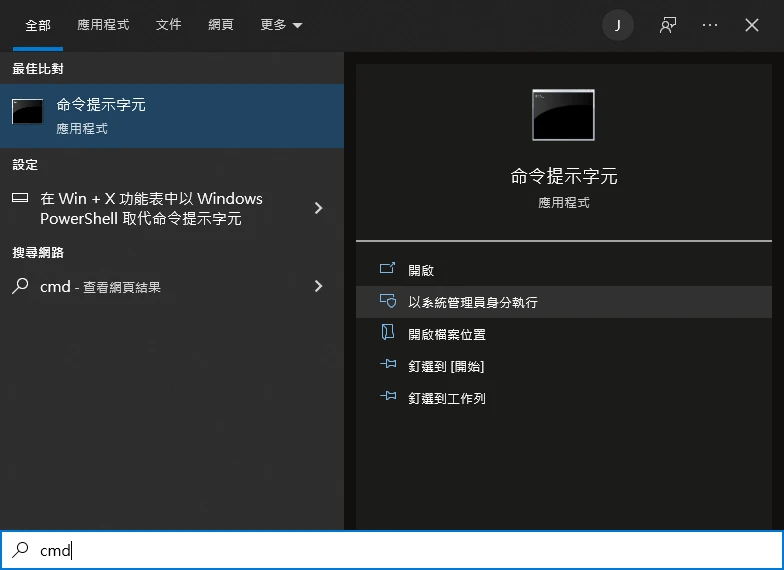 全部 應用程式 文件 網頁 更多 J
最佳比對
命令提示字元
應用程式
設定
在 Win + X 功能表中以 Windows
PowerShell 取代命令提示字元
搜尋網路
cmd - 查看網頁結果
命令提示字元
應用程式
開啟
以系統管理員身分執行
開啟檔案位置
釘選到 [開始]
釘選到工作列
cmd